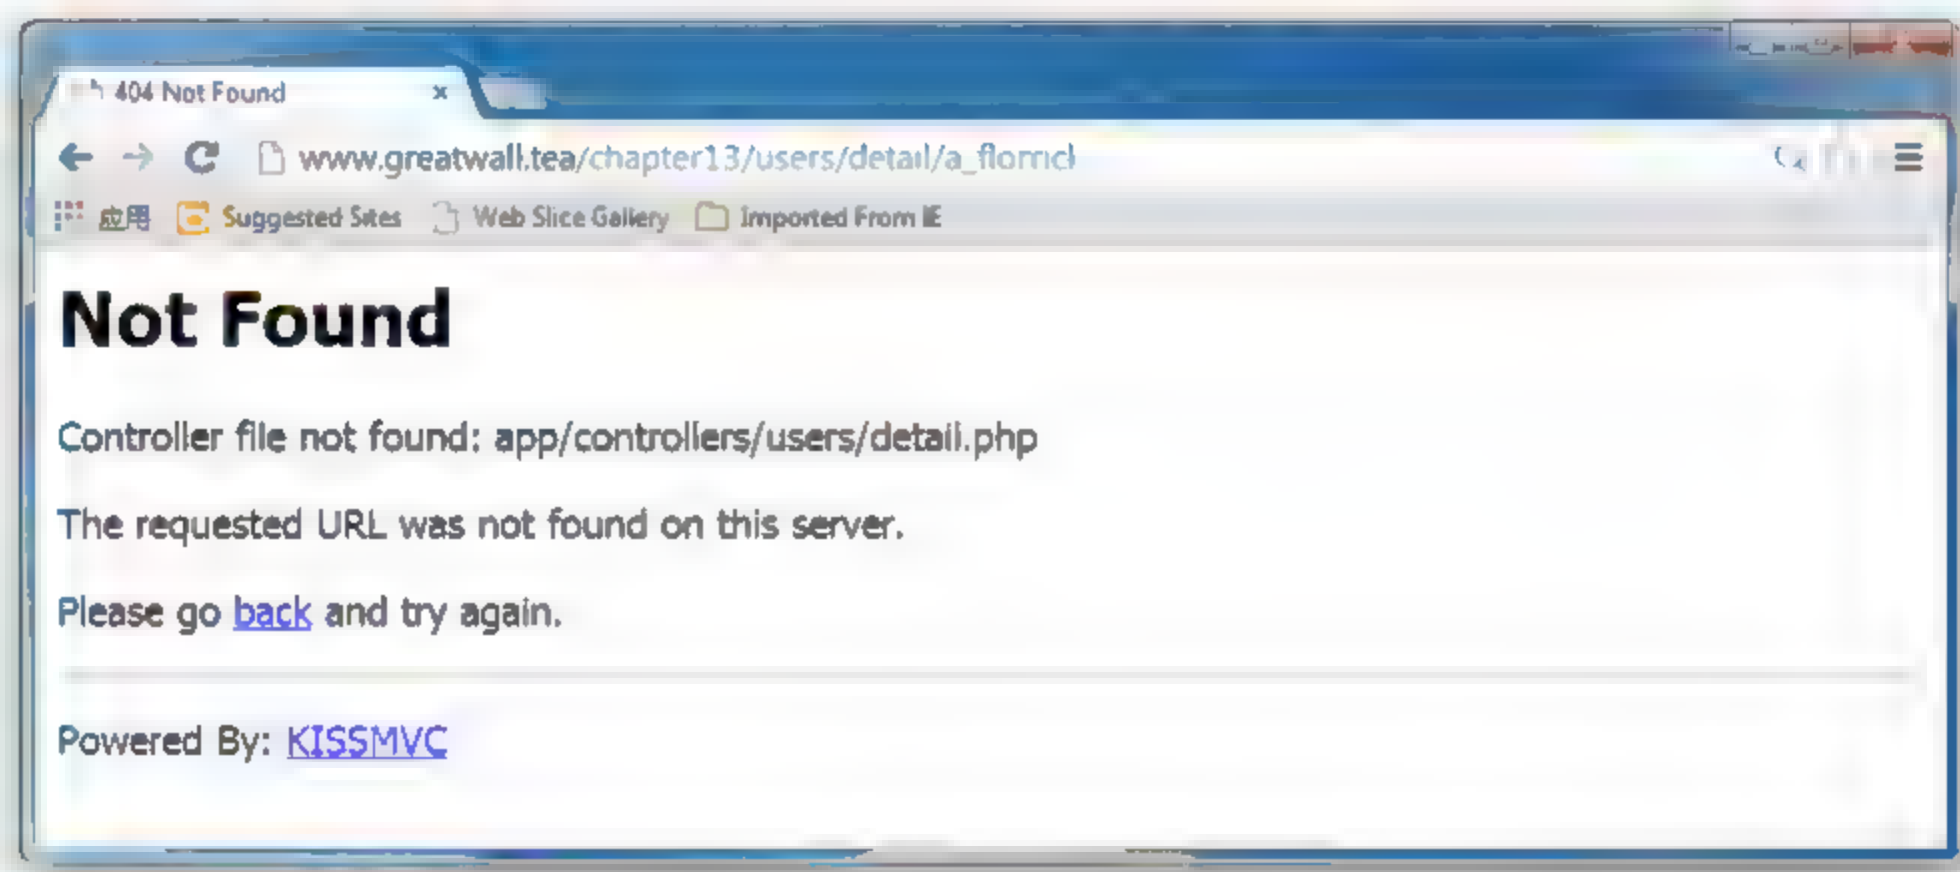 404 Not Found
www.greatwall.tea/chapter13/users/detail/
应用 Suggested Sites Web Slice Gallery Imported From IE
Not Found
Controller file not found: app/controllers/users/detail.php
The requested URL was not found on this server.
Please go back and try again.
Powered By: KISSMVC